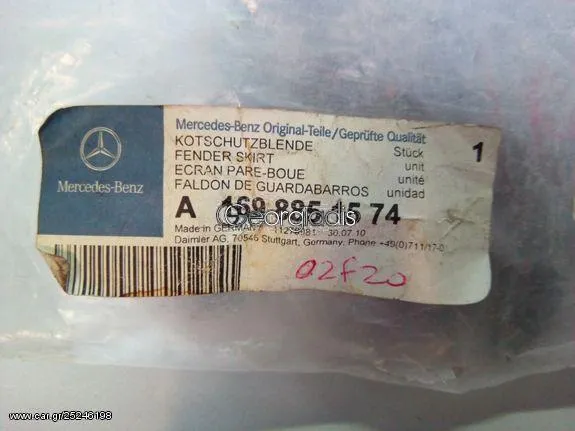 Mercedes-Benz
Mercedes-Benz Original-Teile/Geprüfte Qualität
KOTSCHUTZBLENDE Stück 1
FENDER SKIRT unit
ECRAN PARE-BOUE unité
FALDON DE GUARDABARROS unidad
A 169 885 15 74
Made in GERMANY 30.07.10
Daimler AG, 70546 Stuttgart, Germany, Phone +49(0)711/17-0
02F20
www.car.gr/25246198